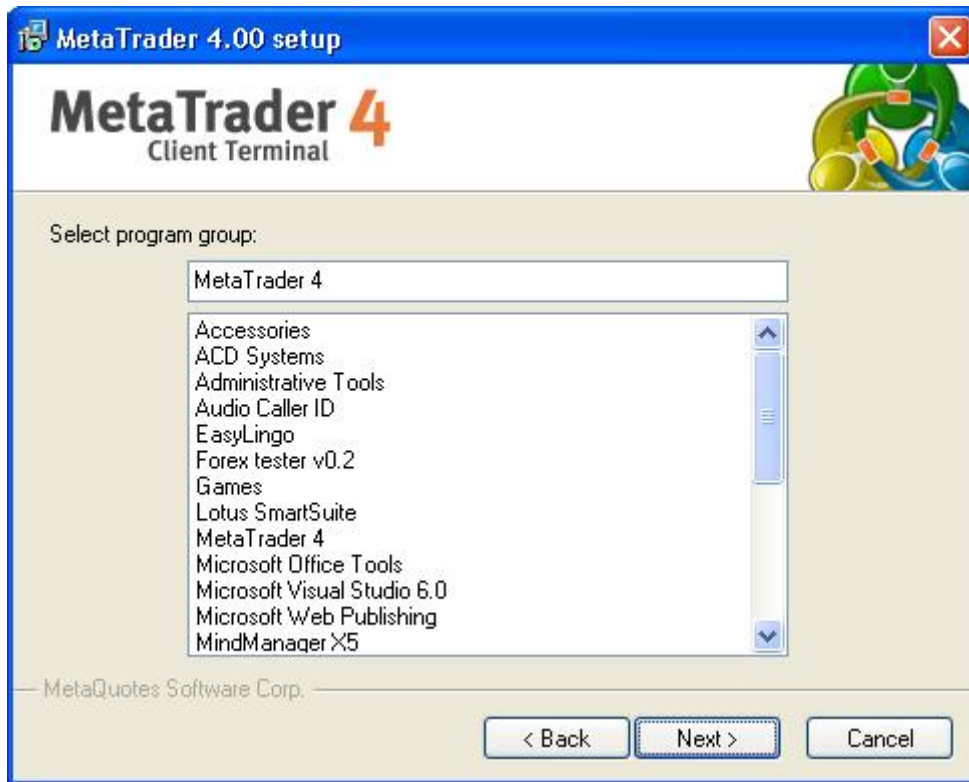 MetaTrader 4.00 setup
MetaTrader 4
Client Terminal
Select program group:
MetaTrader 4
Accessories
ACD Systems
Administrative Tools
Audio Caller ID
EasyLingo
Forex tester v0.2
Games
Lotus SmartSuite
MetaTrader 4
Microsoft Office Tools
Microsoft Visual Studio 6.0
Microsoft Web Publishing
MindManager X5
MetaQuotes Software Corp.
< Back Next > Cancel